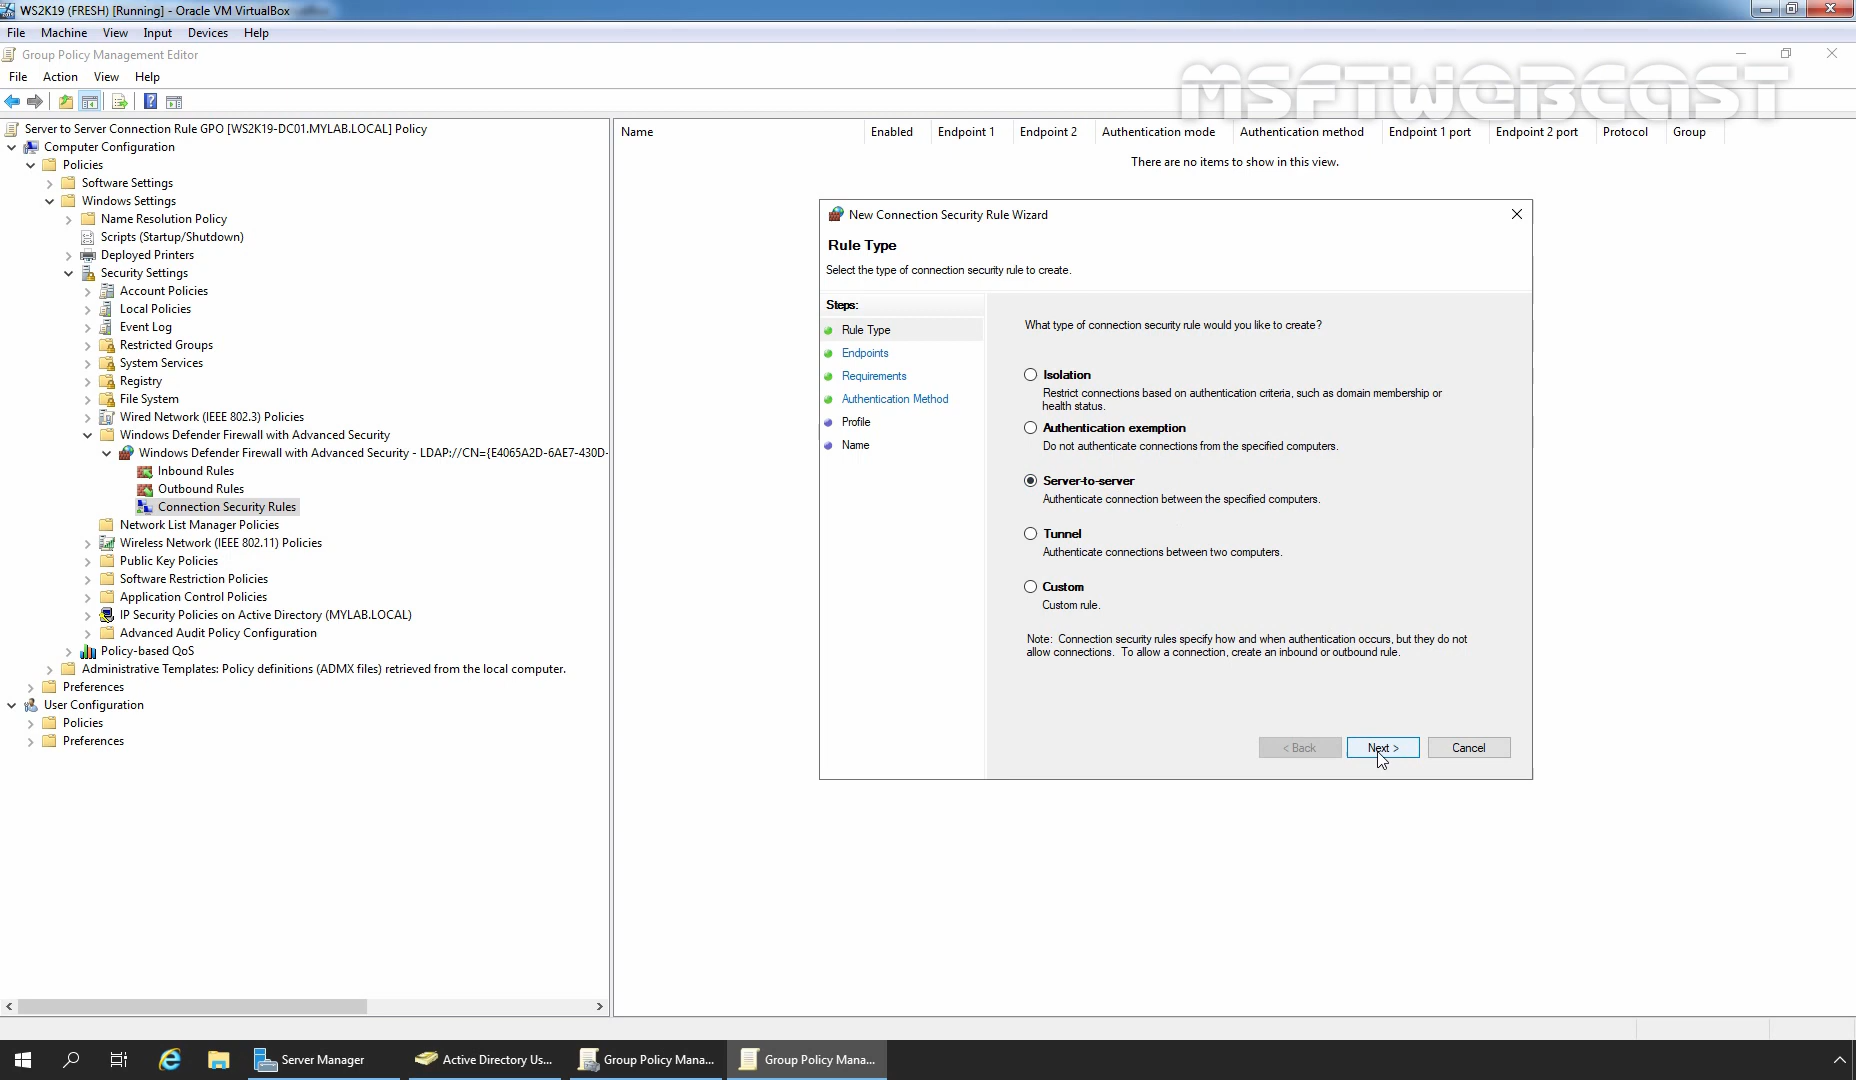 WS2K19 (FRESH) [Running] - Oracle VM VirtualBox
File Machine View Input Devices Help
Group Policy Management Editor
File Action View Help
MSFTWEBCAST
Server to Server Connection Rule GPO [WS2K19-DC01.MYLAB.LOCAL] Policy
Computer Configuration
Policies
Software Settings
Windows Settings
Name Resolution Policy
Scripts (Startup/Shutdown)
Deployed Printers
Security Settings
Account Policies
Local Policies
Event Log
Restricted Groups
System Services
Registry
File System
Wired Network (IEEE 802.3) Policies
Windows Defender Firewall with Advanced Security
Windows Defender Firewall with Advanced Security - LDAP://CN={E4065A2D-6AE7-430D-
Inbound Rules
Outbound Rules
Connection Security Rules
Network List Manager Policies
Wireless Network (IEEE 802.11) Policies
Public Key Policies
Software Restriction Policies
Application Control Policies
IP Security Policies on Active Directory (MYLAB.LOCAL)
Advanced Audit Policy Configuration
Policy-based QoS
Administrative Templates: Policy definitions (ADMX files) retrieved from the local computer.
Preferences
User Configuration
Policies
Preferences
Name Enabled Endpoint 1 Endpoint 2 Authentication mode Authentication method Endpoint 1 port Endpoint 2 port Protocol Group
There are no items to show in this view.
New Connection Security Rule Wizard
Rule Type
Select the type of connection security rule to create.
Steps:
Rule Type
Endpoints
Requirements
Authentication Method
Profile
Name
What type of connection security rule would you like to create?
Isolation
Restrict connections based on authentication criteria, such as domain membership or
health status.
Authentication exemption
Do not authenticate connections from the specified computers.
Server-to-server
Authenticate connection between the specified computers.
Tunnel
Authenticate connections between two computers.
Custom
Custom rule.
Note: Connection security rules specify how and when authentication occurs, but they do not
allow connections. To allow a connection, create an inbound or outbound rule.
< Back Next > Cancel
Server Manager Active Directory Us... Group Policy Mana... Group Policy Mana...